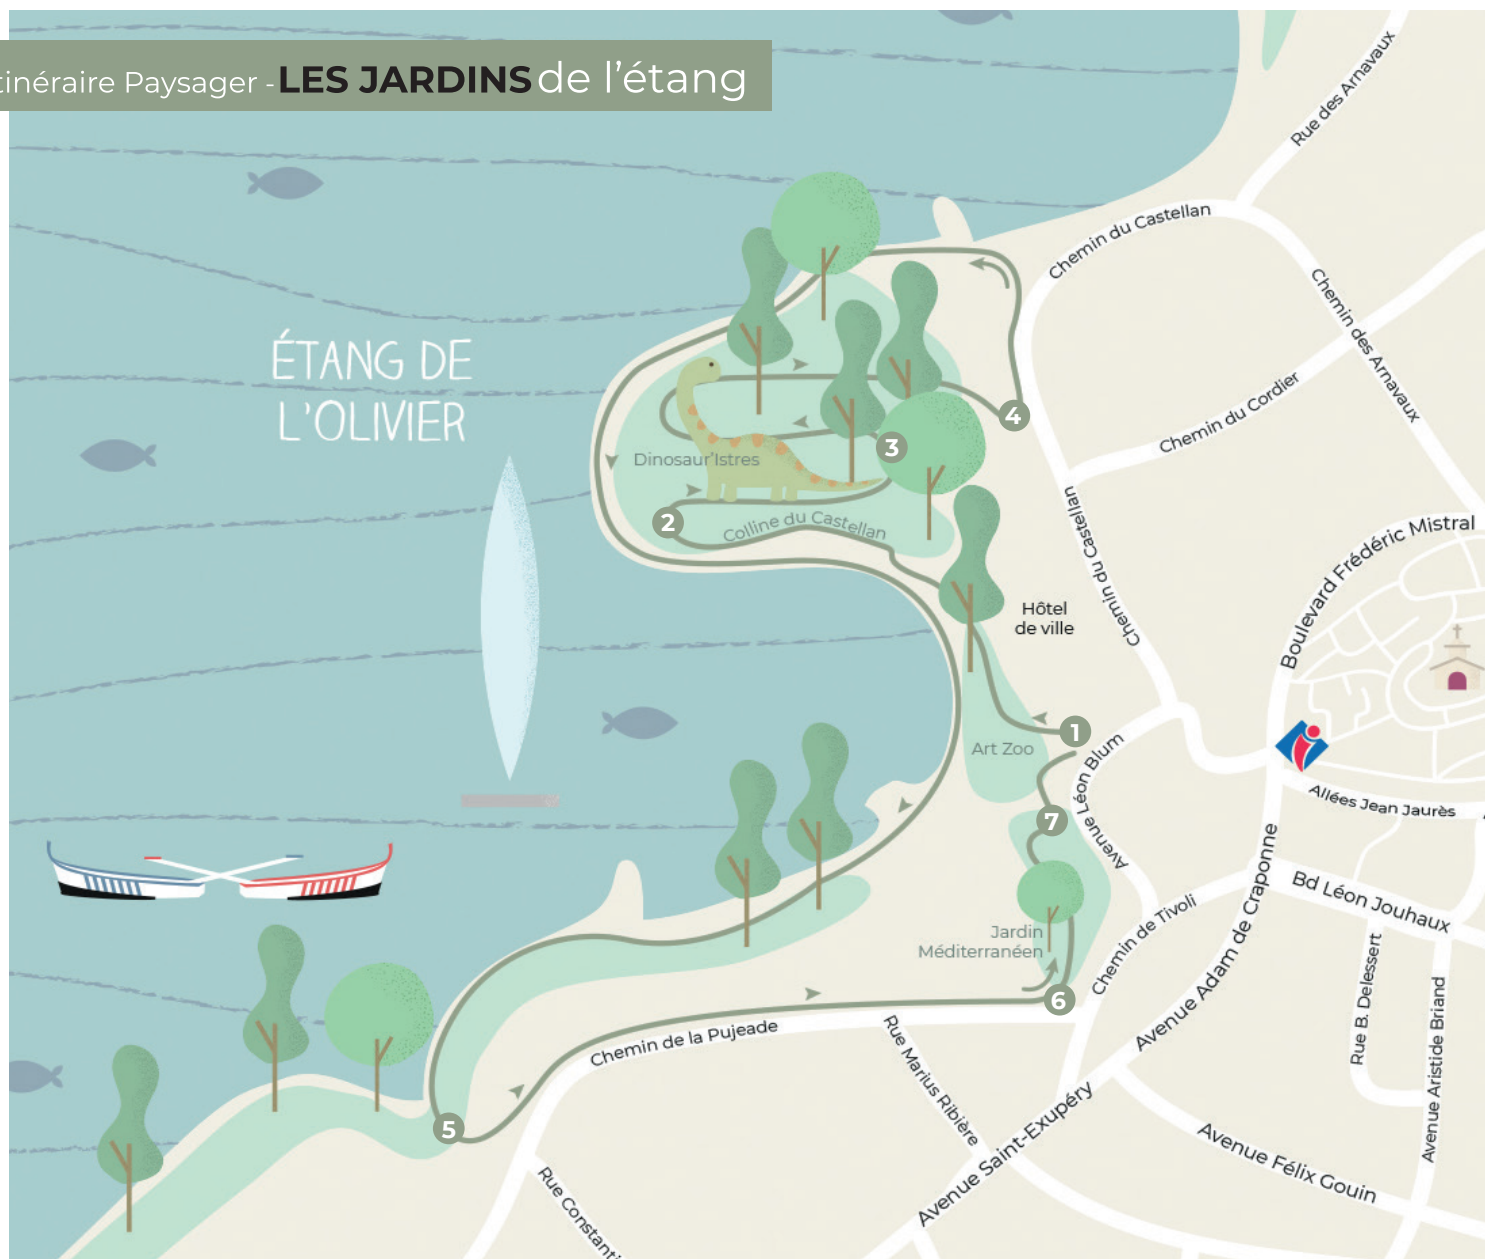 tinéraire Paysager - LES JARDINS de l'étang
Rue des Arnavaux
Chemin du Castellan
Chemin des Arnavaux
ÉTANG DE
L'OLIVIER
Chemin du Cordier
4
3
Dinosaur'Istres
2
Colline du Castellan
Chemin du Castellan
Boulevard Frédéric Mistral
Hôtel
de ville
1
Art Zoo
Avenue Léon Blum
Allées Jean Jaurès
7
Avenue Adam de Craponne
Bd Léon Jouhaux
Chemin de Tivoli
Jardin
Méditerranéen
6
Rue B. Delessert
Avenue Aristide Briand
Chemin de la Pujeade
Rue Marius Ribière
5
Avenue Saint-Exupéry
Avenue Félix Gouin
Rue Constanti